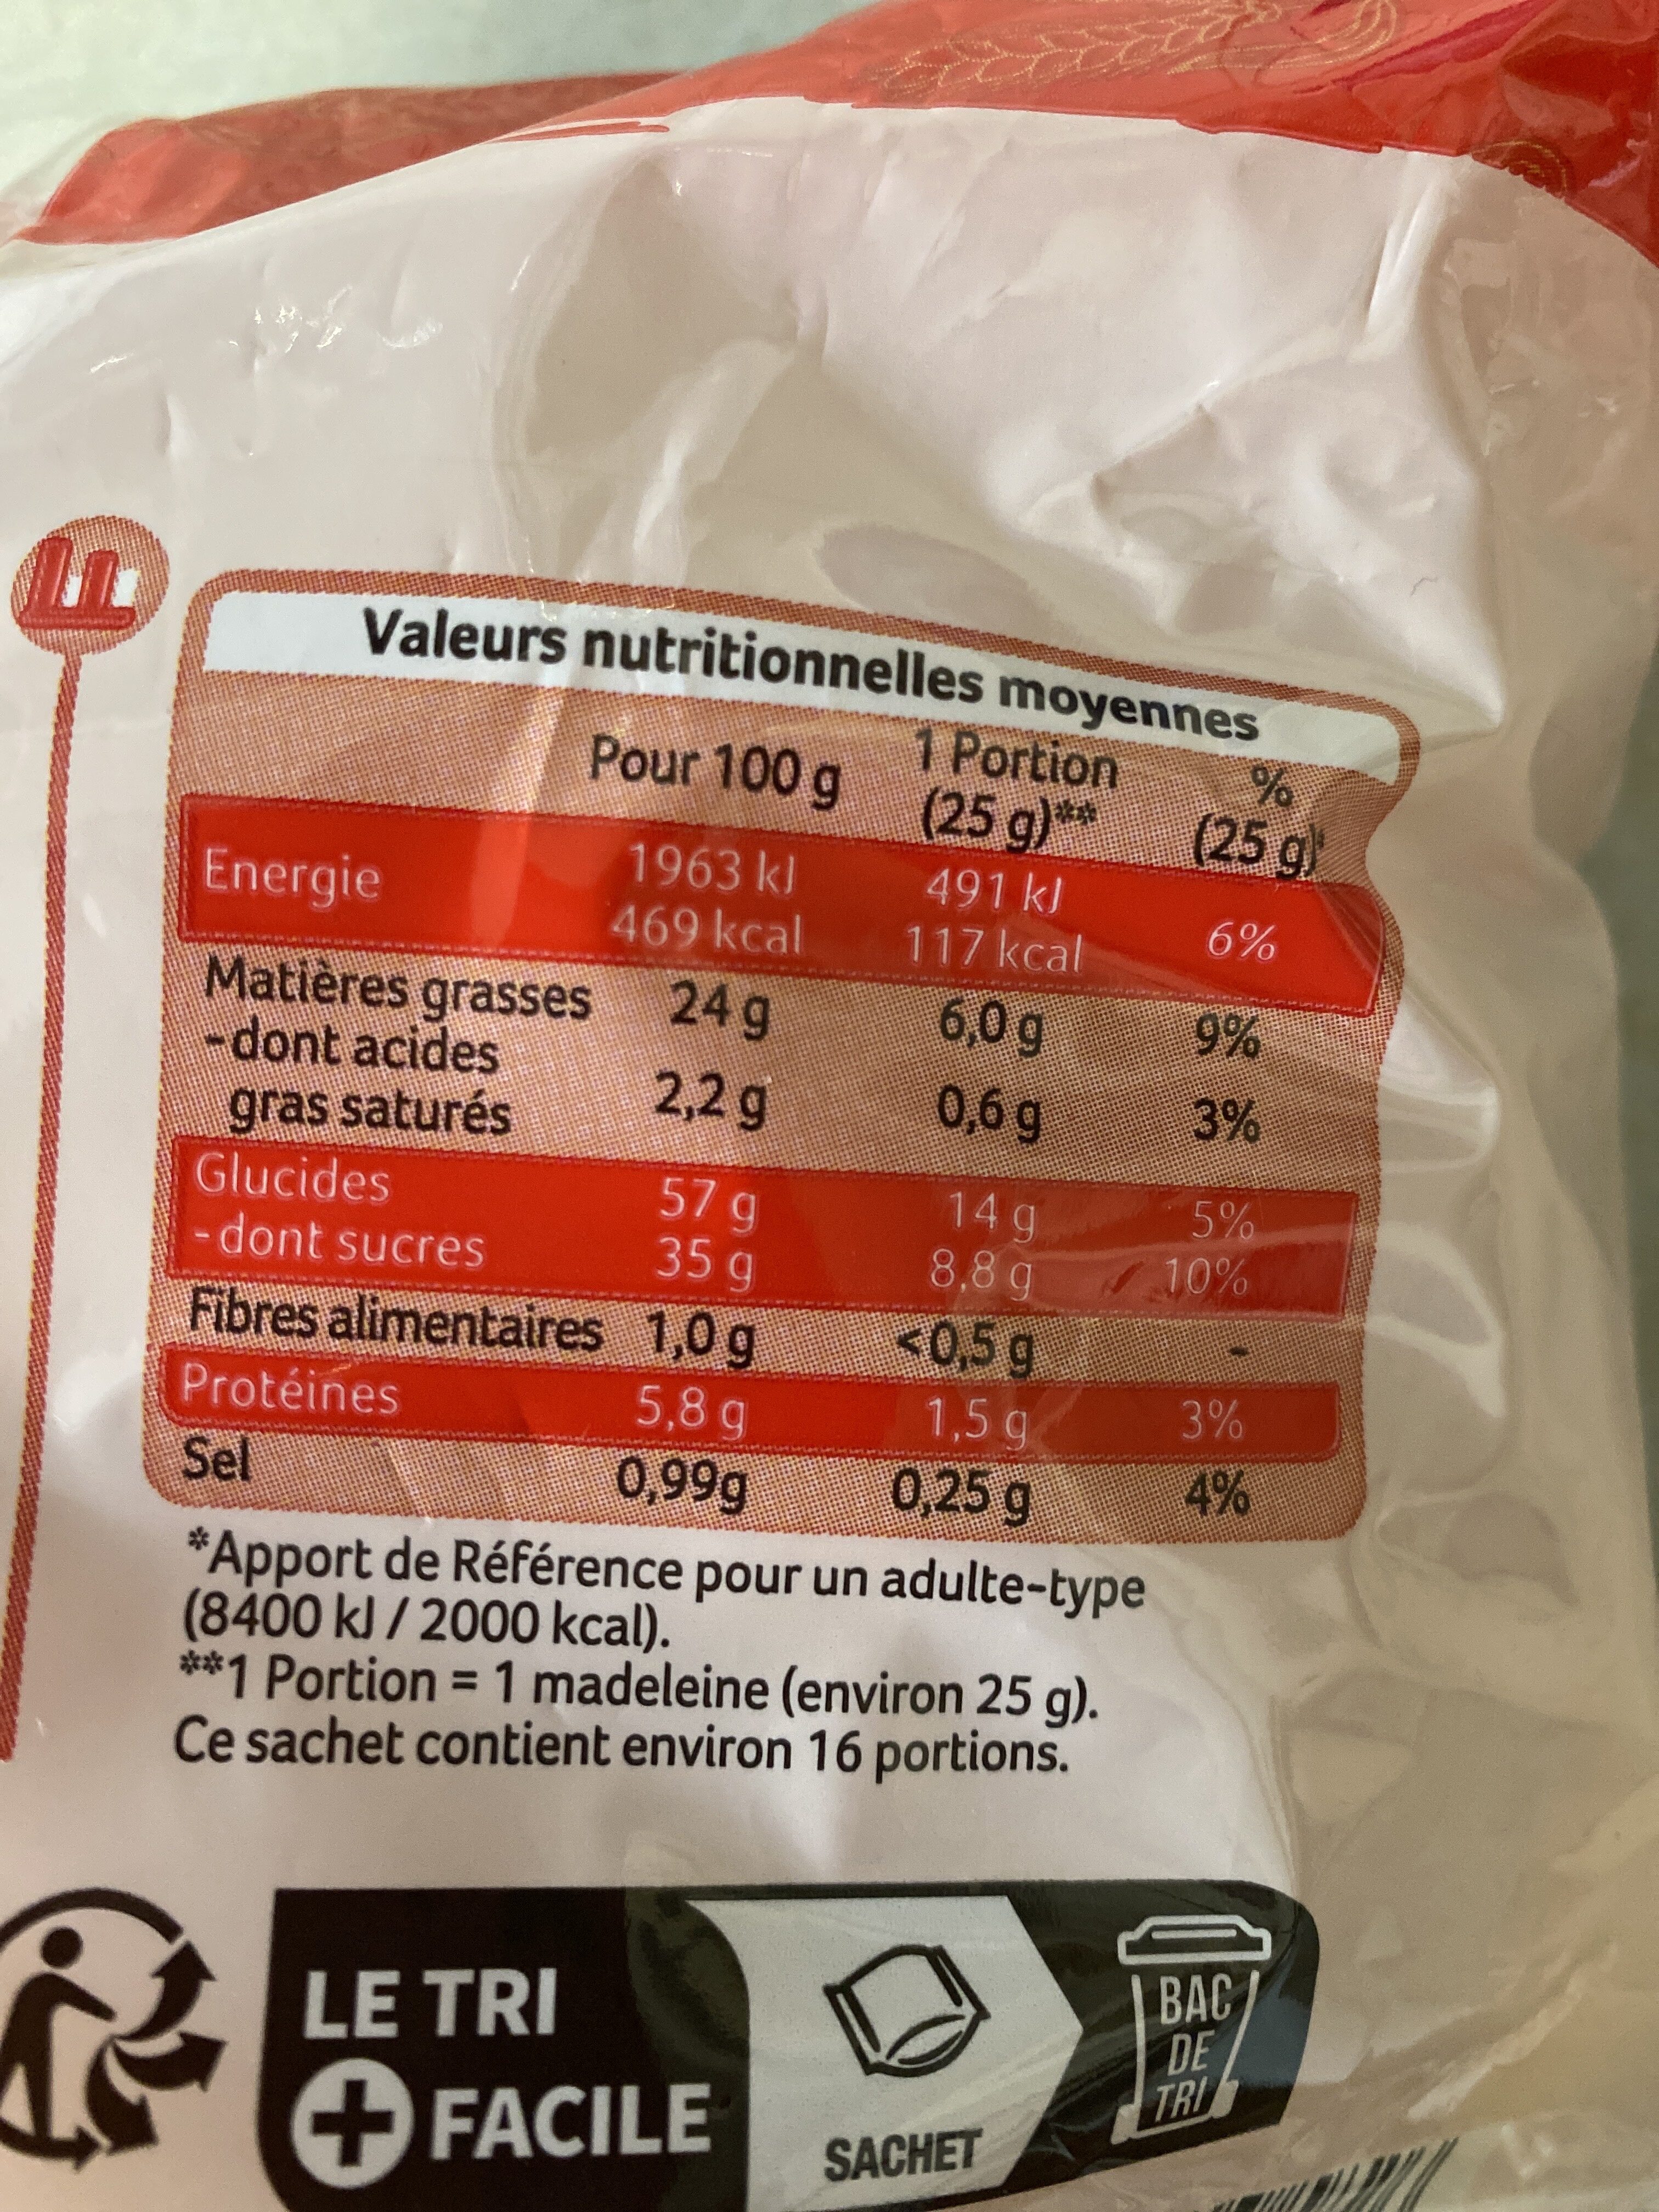 Valeurs nutritionnelles moyennes
Pour 100 g 1 Portion (25 g)** % (25 g)*
Energie 1963 kJ 491 kJ
469 kcal 117 kcal 6%
Matières grasses 24 g 6,0 g 9%
-dont acides
gras saturés 2,2 g 0,6 g 3%
Glucides 57 g 14 g 5%
-dont sucres 35 g 8,8 g 10%
Fibres alimentaires 1,0 g <0,5 g -
Protéines 5,8 g 1,5 g 3%
Sel 0,99g 0,25 g 4%
*Apport de Référence pour un adulte-type
(8400 kJ / 2000 kcal).
**1 Portion = 1 madeleine (environ 25 g).
Ce sachet contient environ 16 portions.
LE TRI
+ FACILE
SACHET
BAC
DE
TRI